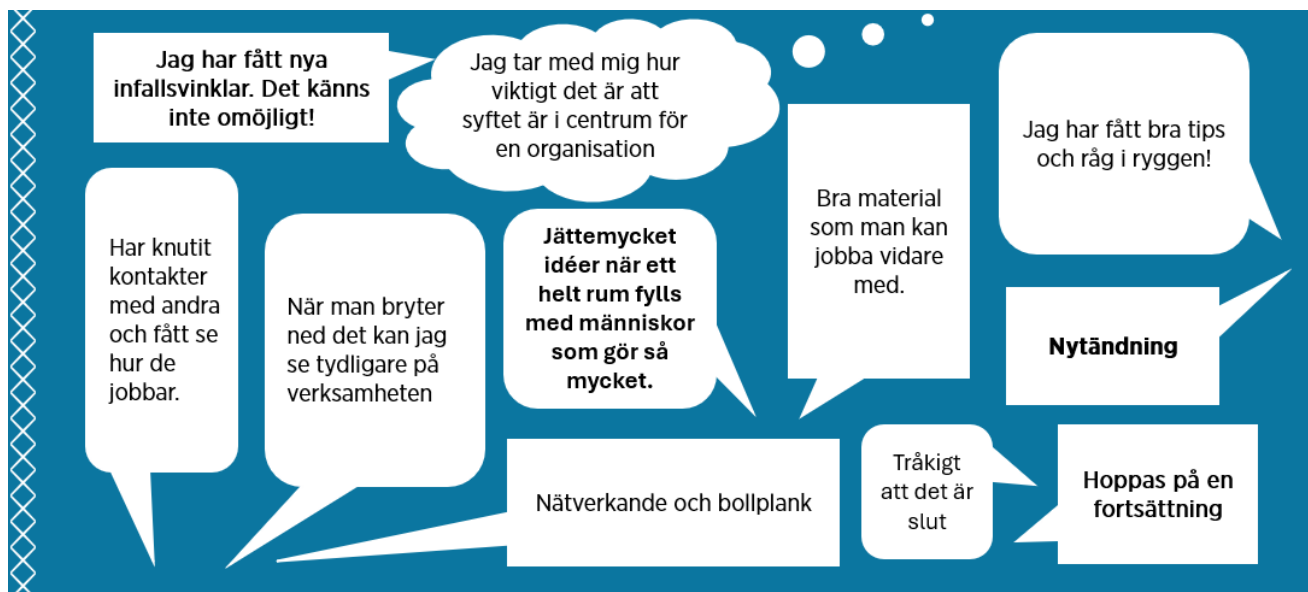 Jag har fått nya
infallsvinklar. Det känns
inte omöjligt!
Jag tar med mig hur
viktigt det är att
syftet är i centrum för
en organisation
Jag har fått bra tips
och råg i ryggen!
Bra material
som man kan
jobba vidare
med.
Har knutit
kontakter
med andra
och fått se
hur de
jobbar.
När man bryter
ned det kan jag
se tydligare på
verksamheten
Jättemycket
idéer när ett
helt rum fylls
med människor
som gör så
mycket.
Nytändning
Nätverkande och bollplank
Tråkigt
att det är
slut
Hoppas på en
fortsättning